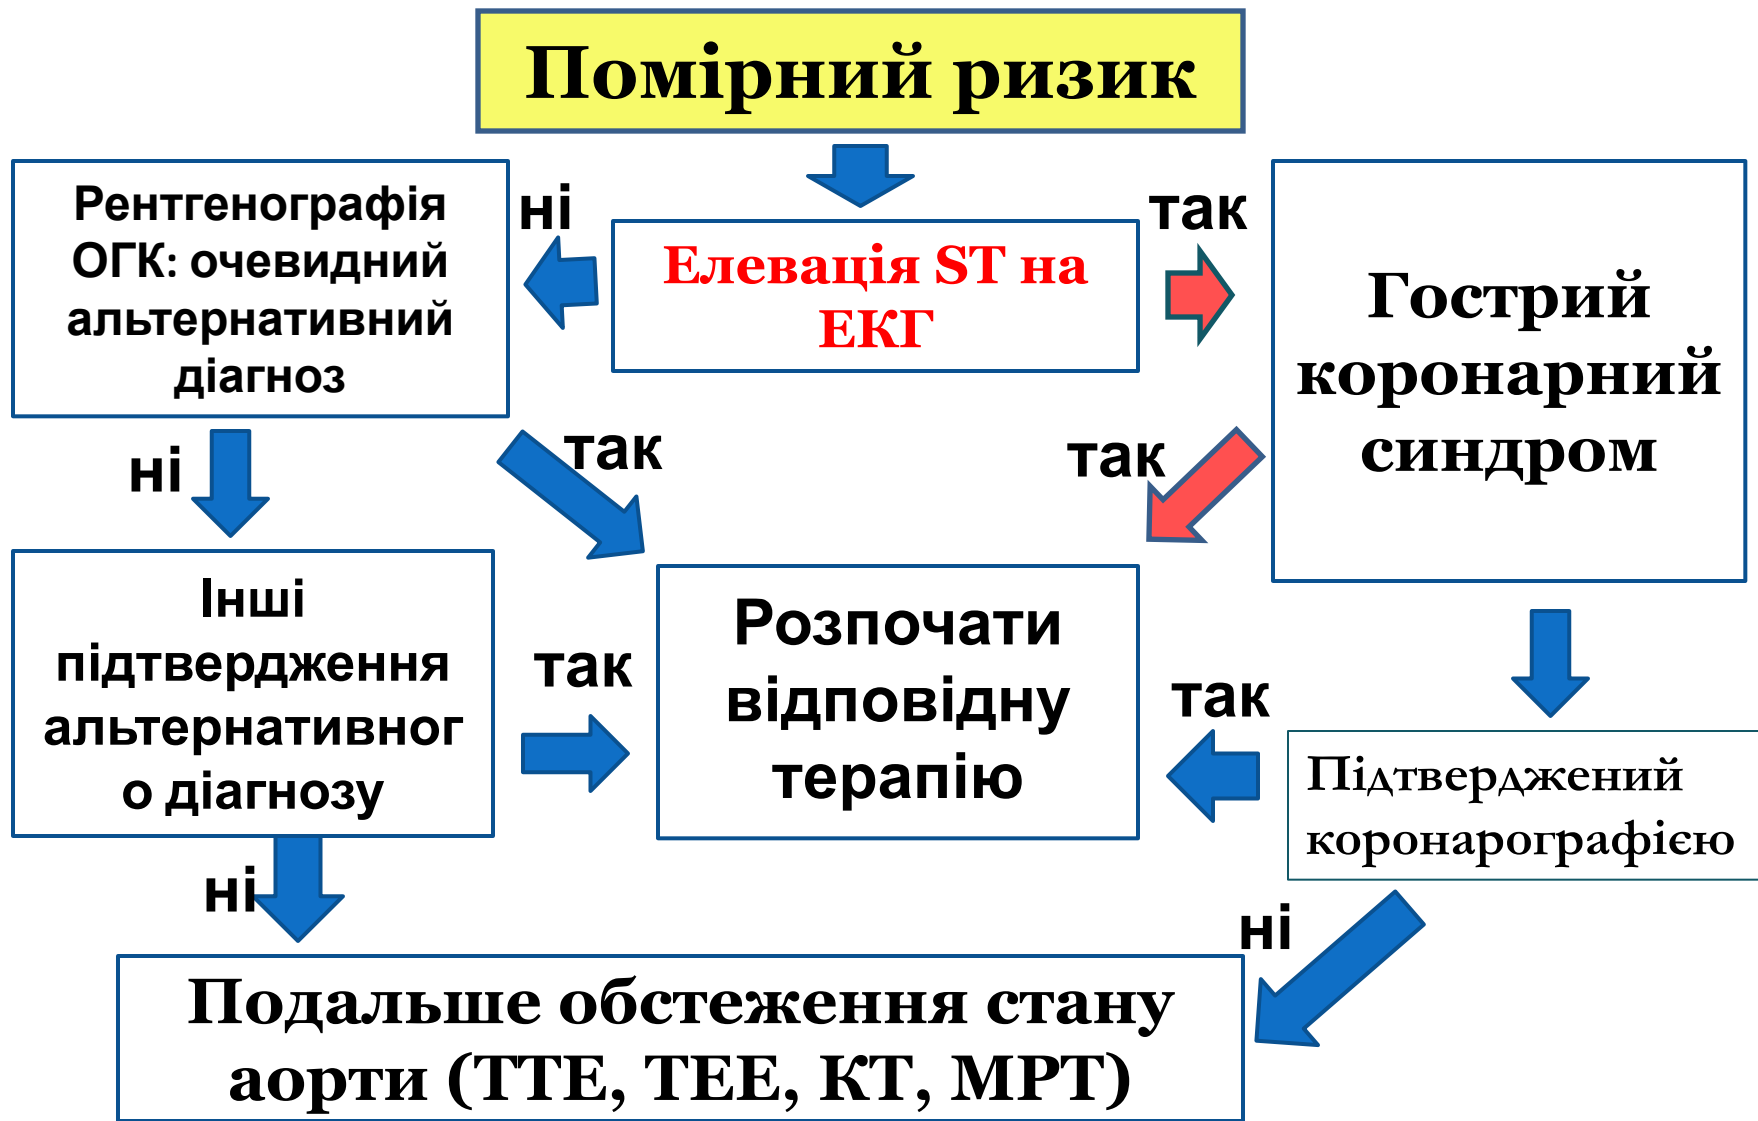 Помірний ризик
ні
так
Рентгенографія
ОГК: очевидний
альтернативний
діагноз
Елевація ST на
ЕКГ
Гострий
коронарний
синдром
ні
так
так
Інші
підтвердження
альтернативног
о діагнозу
так
Розпочати
відповідну
терапію
так
Підтверджений
коронарографією
ні
ні
Подальше обстеження стану
аорти (ТТЕ, ТЕЕ, КТ, МРТ)